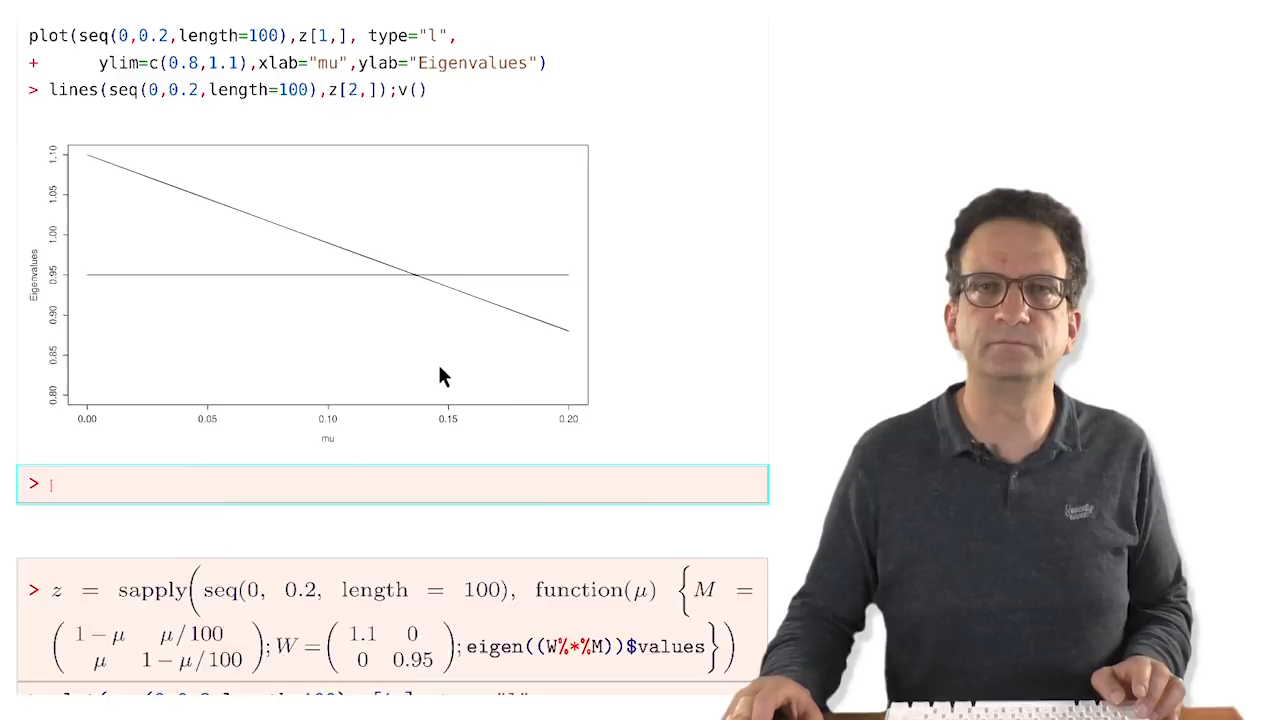 plot(seq(0,0.2,length=100),z[1,], type="l",
+ ylim=c(0.8,1.1),xlab="mu",ylab="Eigenvalues")
> lines(seq(0,0.2,length=100),z[2,]);v()
1.10
1.05
1.00
0.95
0.90
0.85
0.80
Eigenvalues
0.00 0.05 0.10 0.15 0.20
mu
>
> z = sapply(seq(0, 0.2, length = 100), function(μ) {M =
(1 − μ μ/100
μ 1 − μ/100); W = (1.1 0
0 0.95); eigen((W%*%M))$values})